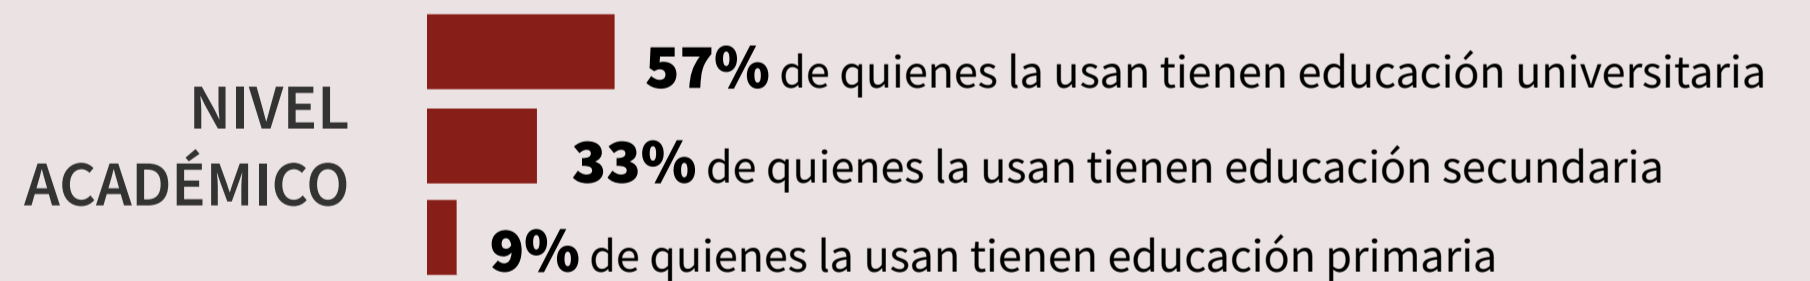 NIVEL
ACADÉMICO
57% de quienes la usan tienen educación universitaria
33% de quienes la usan tienen educación secundaria
9% de quienes la usan tienen educación primaria